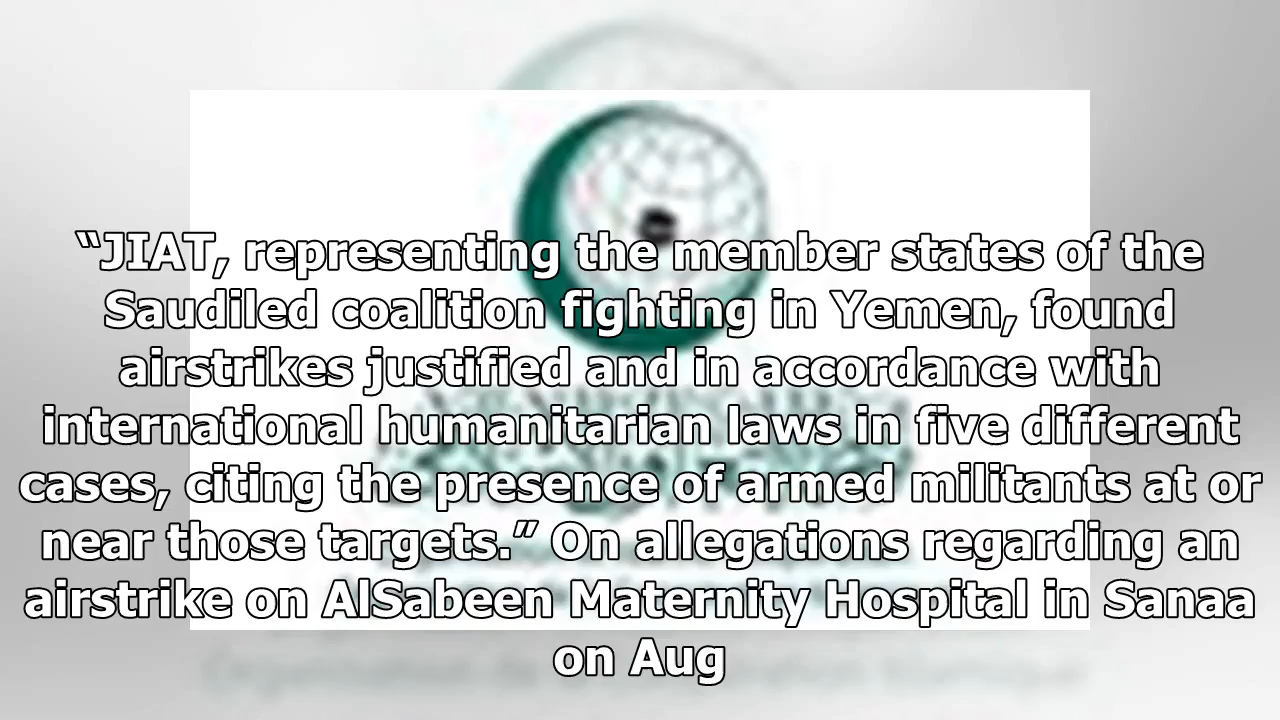 “JIAT, representing the member states of the
Saudiled coalition fighting in Yemen, found
airstrikes justified and in accordance with
international humanitarian laws in five different
cases, citing the presence of armed militants at or
near those targets.” On allegations regarding an
airstrike on AlSabeen Maternity Hospital in Sanaa
on Aug